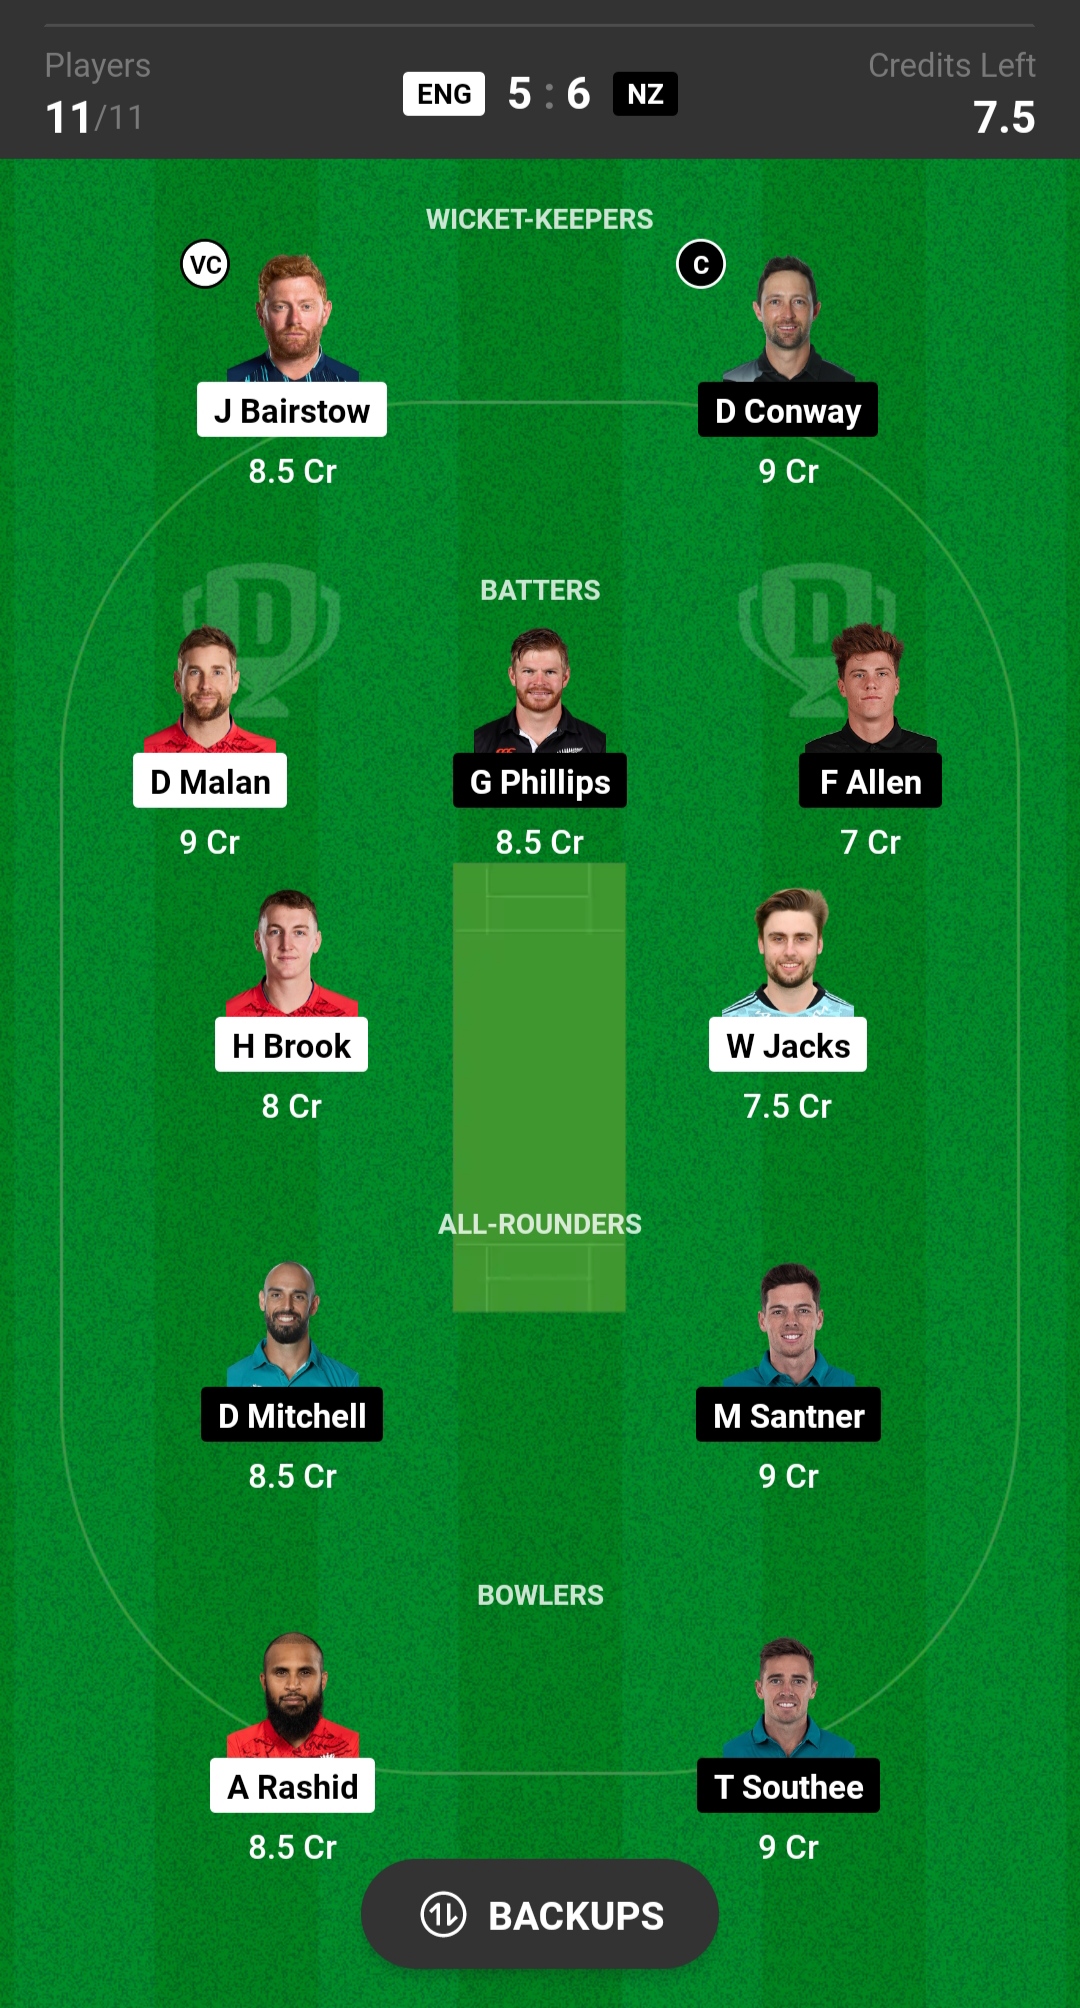 Players
11/11
ENG 5 : 6 NZ
Credits Left
7.5
WICKET-KEEPERS
VC
C
J Bairstow
D Conway
8.5 Cr
9 Cr
BATTERS
D Malan
G Phillips
F Allen
9 Cr
8.5 Cr
7 Cr
H Brook
W Jacks
8 Cr
7.5 Cr
ALL-ROUNDERS
D Mitchell
M Santner
8.5 Cr
9 Cr
BOWLERS
A Rashid
T Southee
8.5 Cr
9 Cr
BACKUPS